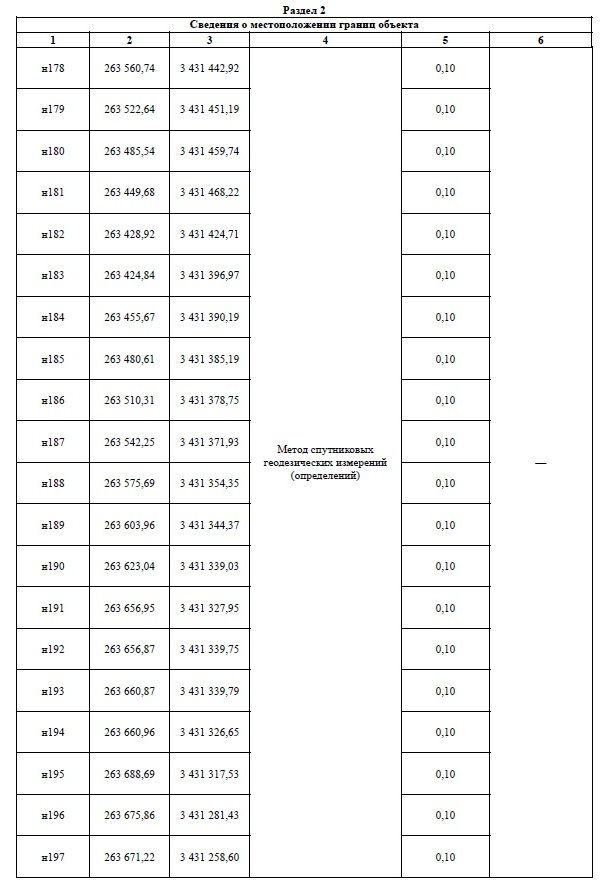 Раздел 2
Сведения о местоположении границ объекта
1 2 3 4 5 6
н178 263 560,74 3 431 442,92 0,10
н179 263 522,64 3 431 451,19 0,10
н180 263 485,54 3 431 459,74 0,10
н181 263 449,68 3 431 468,22 0,10
н182 263 428,92 3 431 424,71 0,10
н183 263 424,84 3 431 396,97 0,10
н184 263 455,67 3 431 390,19 0,10
н185 263 480,61 3 431 385,19 0,10
н186 263 510,31 3 431 378,75 0,10
н187 263 542,25 3 431 371,93 0,10
Метод спутниковых
геодезических измерений
(определений)
—
н188 263 575,69 3 431 354,35 0,10
н189 263 603,96 3 431 344,37 0,10
н190 263 623,04 3 431 339,03 0,10
н191 263 656,95 3 431 327,95 0,10
н192 263 656,87 3 431 339,75 0,10
н193 263 660,87 3 431 339,79 0,10
н194 263 660,96 3 431 326,65 0,10
н195 263 688,69 3 431 317,53 0,10
н196 263 675,86 3 431 281,43 0,10
н197 263 671,22 3 431 258,60 0,10